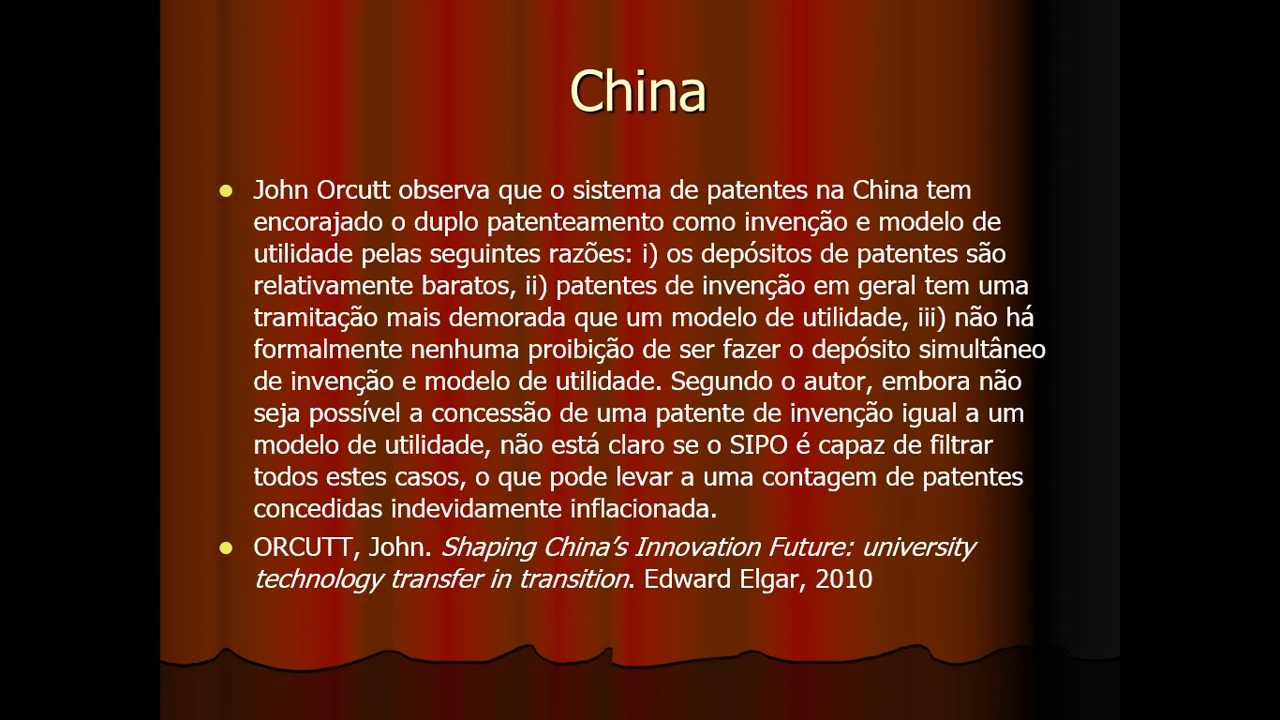 China
John Orcutt observa que o sistema de patentes na China tem
encorajado o duplo patenteamento como invenção e modelo de
utilidade pelas seguintes razões: i) os depósitos de patentes são
relativamente baratos, ii) patentes de invenção em geral tem uma
tramitação mais demorada que um modelo de utilidade, iii) não há
formalmente nenhuma proibição de ser fazer o depósito simultâneo
de invenção e modelo de utilidade. Segundo o autor, embora não
seja possível a concessão de uma patente de invenção igual a um
modelo de utilidade, não está claro se o SIPO é capaz de filtrar
todos estes casos, o que pode levar a uma contagem de patentes
concedidas indevidamente inflacionada.
ORCUTT, John. Shaping China’s Innovation Future: university
technology transfer in transition. Edward Elgar, 2010